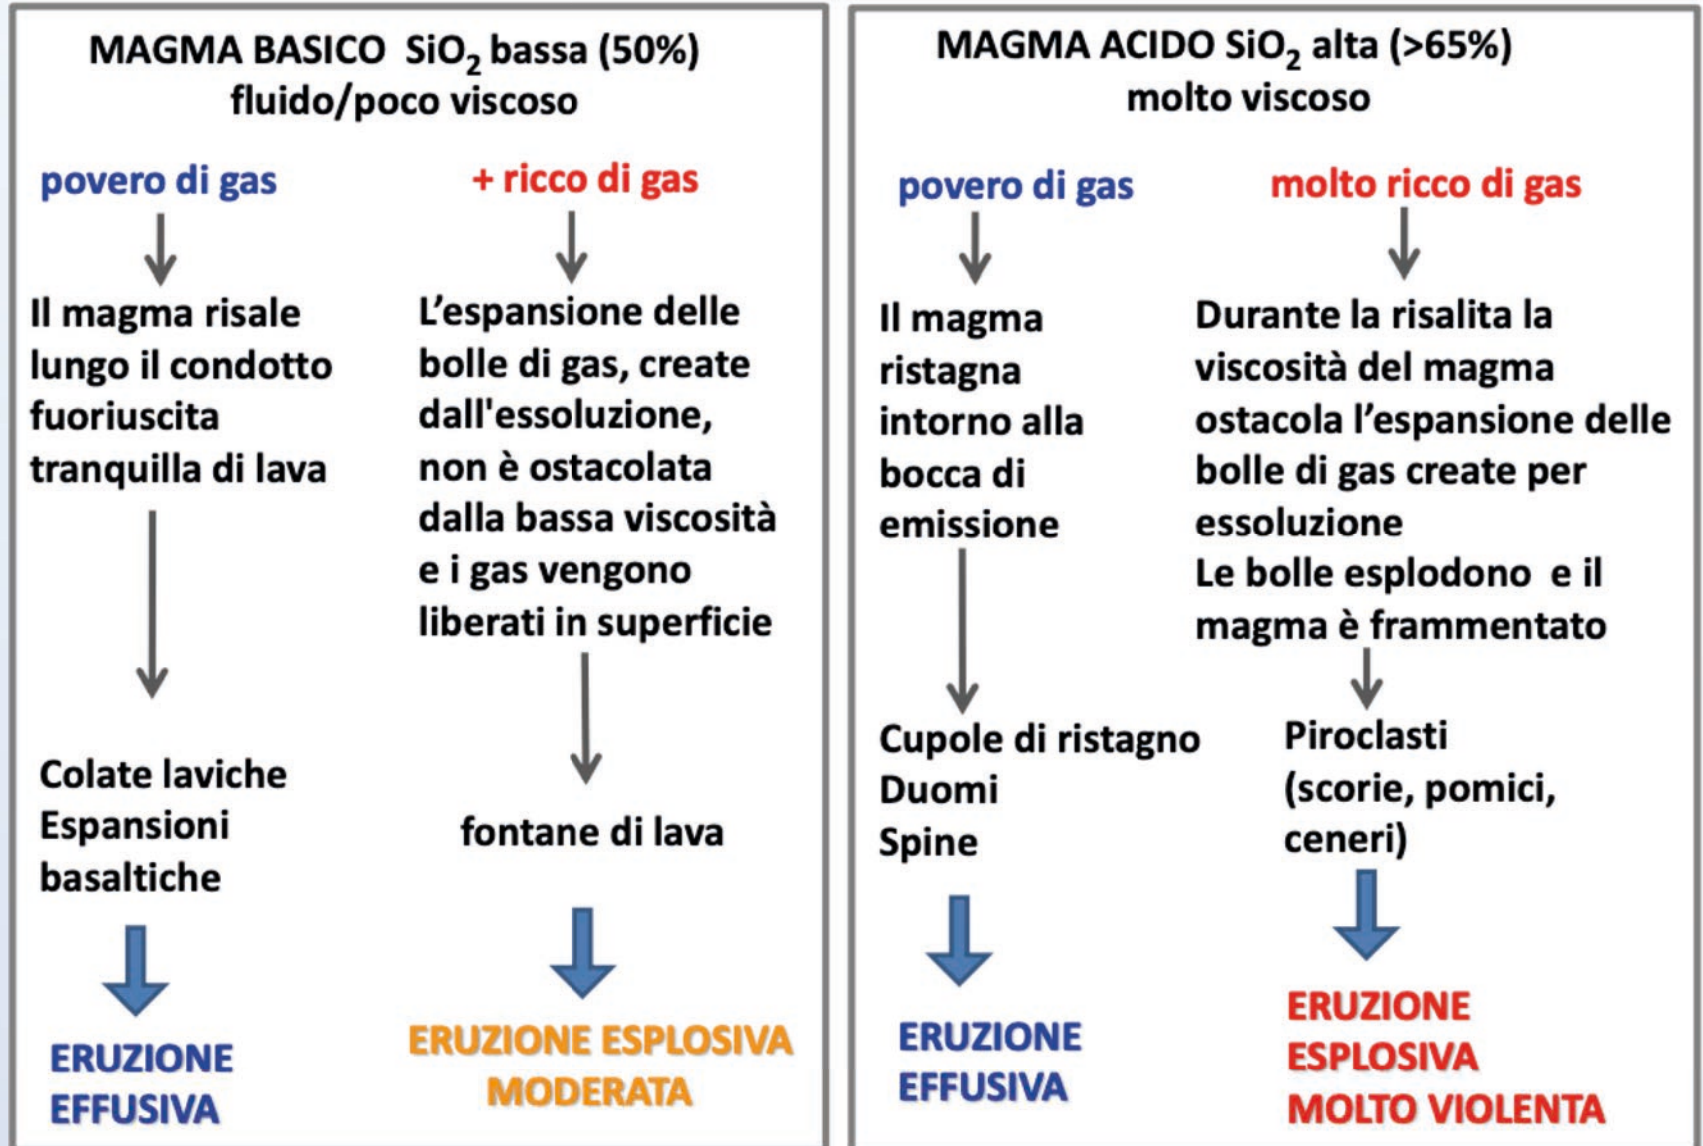 MAGMA BASICO SiO₂ bassa (50%)
fluido/poco viscoso
povero di gas
Il magma risale
lungo il condotto
fuoriuscita
tranquilla di lava
Colate laviche
Espansioni
basaltiche
ERUZIONE
EFFUSIVA
+ ricco di gas
L’espansione delle
bolle di gas, create
dall'essoluzione,
non è ostacolata
dalla bassa viscosità
e i gas vengono
liberati in superficie
fontane di lava
ERUZIONE ESPLOSIVA
MODERATA
MAGMA ACIDO SiO₂ alta (>65%)
molto viscoso
povero di gas
Il magma
ristagna
intorno alla
bocca di
emissione
Cupole di ristagno
Duomi
Spine
ERUZIONE
EFFUSIVA
molto ricco di gas
Durante la risalita la
viscosità del magma
ostacola l’espansione delle
bolle di gas create per
essoluzione
Le bolle esplodono e il
magma è frammentato
Piroclasti
(scorie, pomici,
ceneri)
ERUZIONE
ESPLOSIVA
MOLTO VIOLENTA